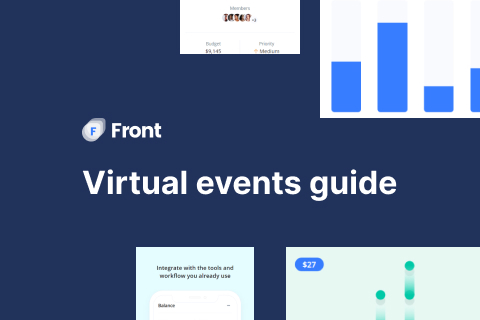 Members
+3
Budget
Priority
$9,145
Medium
F
Front
Virtual events guide
Integrate with the tools and
workflow you already use
$27
Balance